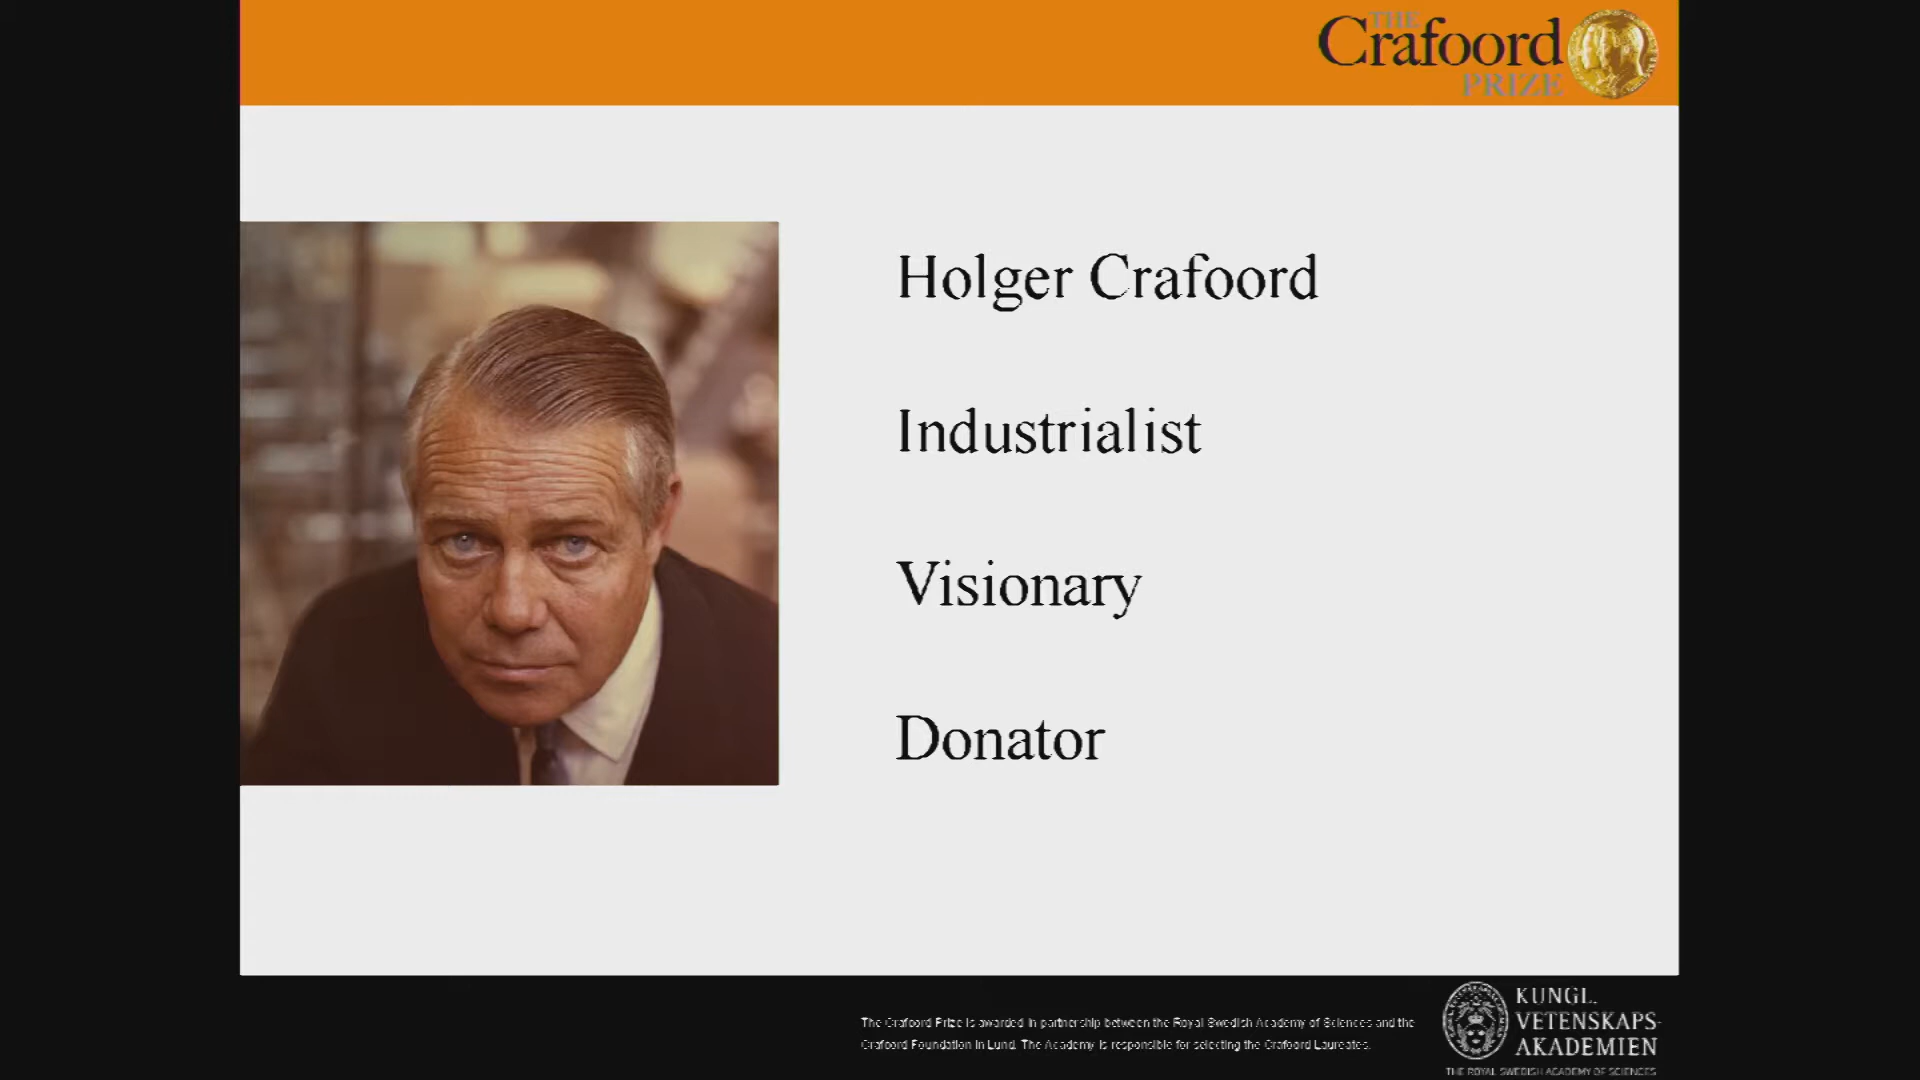 THE
Crafoord
PRIZE
Holger Crafoord
Industrialist
Visionary
Donator
The Crafoord Prize is awarded in partnership between the Royal Swedish Academy of Sciences and the
Crafoord Foundation in Lund. The Academy is responsible for selecting the Crafoord Laureates.
KUNGL.
VETENSKAPS-
AKADEMIEN
THE ROYAL SWEDISH ACADEMY OF SCIENCES